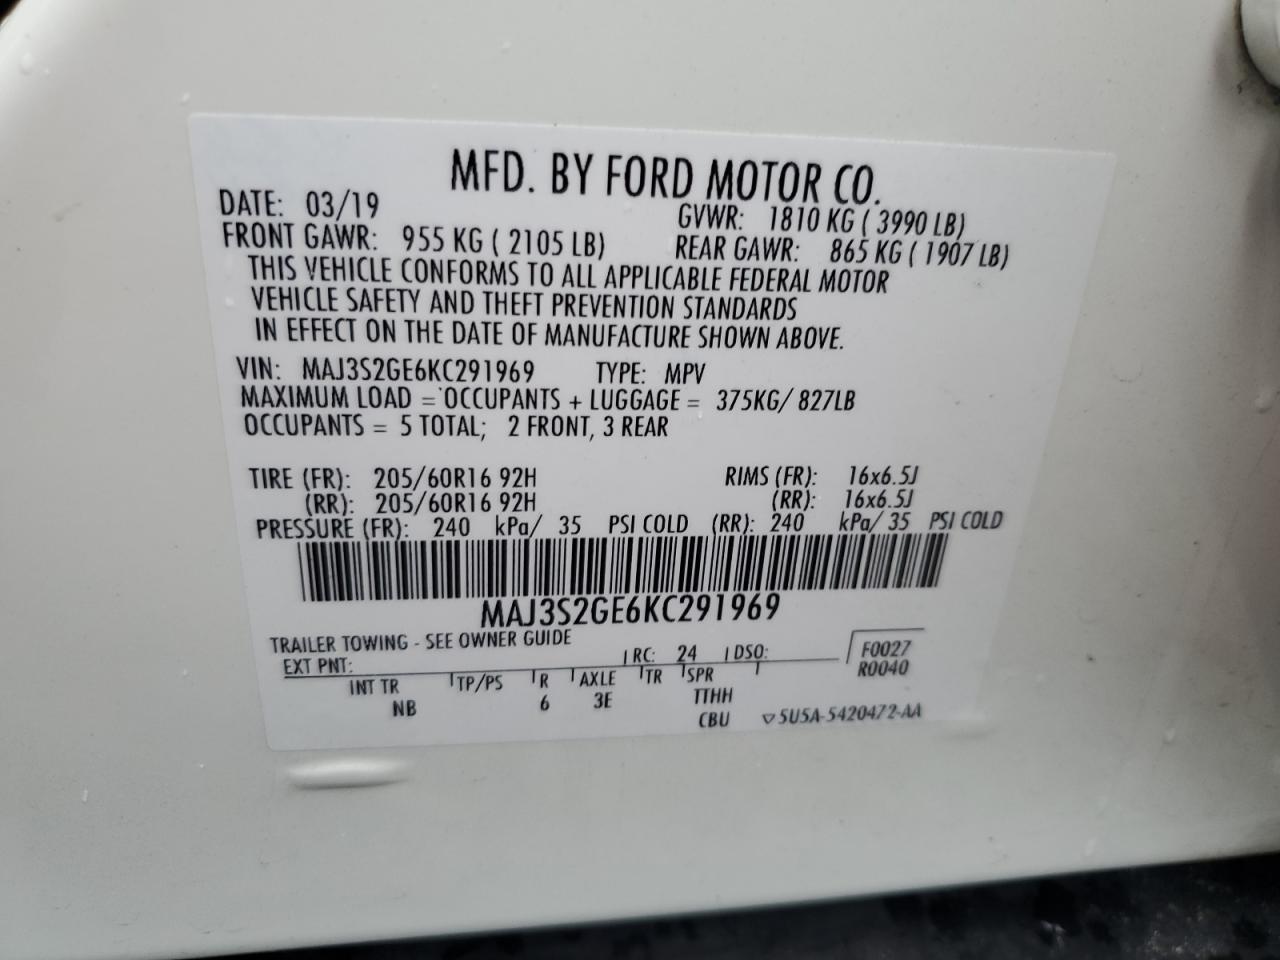 MFD. BY FORD MOTOR CO.
DATE: 03/19 GVWR: 1810 KG ( 3990 LB)
FRONT GAWR: 955 KG ( 2105 LB) REAR GAWR: 865 KG ( 1907 LB)
THIS VEHICLE CONFORMS TO ALL APPLICABLE FEDERAL MOTOR
VEHICLE SAFETY AND THEFT PREVENTION STANDARDS
IN EFFECT ON THE DATE OF MANUFACTURE SHOWN ABOVE.
VIN: MAJ3S2GE6KC291969 TYPE: MPV
MAXIMUM LOAD = OCCUPANTS + LUGGAGE = 375KG/ 827LB
OCCUPANTS = 5 TOTAL; 2 FRONT, 3 REAR
TIRE (FR): 205/60R16 92H RIMS (FR): 16x6.5J
(RR): 205/60R16 92H (RR): 16x6.5J
PRESSURE (FR): 240 kPa/ 35 PSI COLD (RR): 240 kPa/ 35 PSI COLD
MAJ3S2GE6KC291969
TRAILER TOWING - SEE OWNER GUIDE
EXT PNT: RC: 24 DSO: F0027
R0040
INT TR TP/PS R AXLE TR SPR
NB 6 3E TTHH
CBU ▽5U5A-5420472-AA